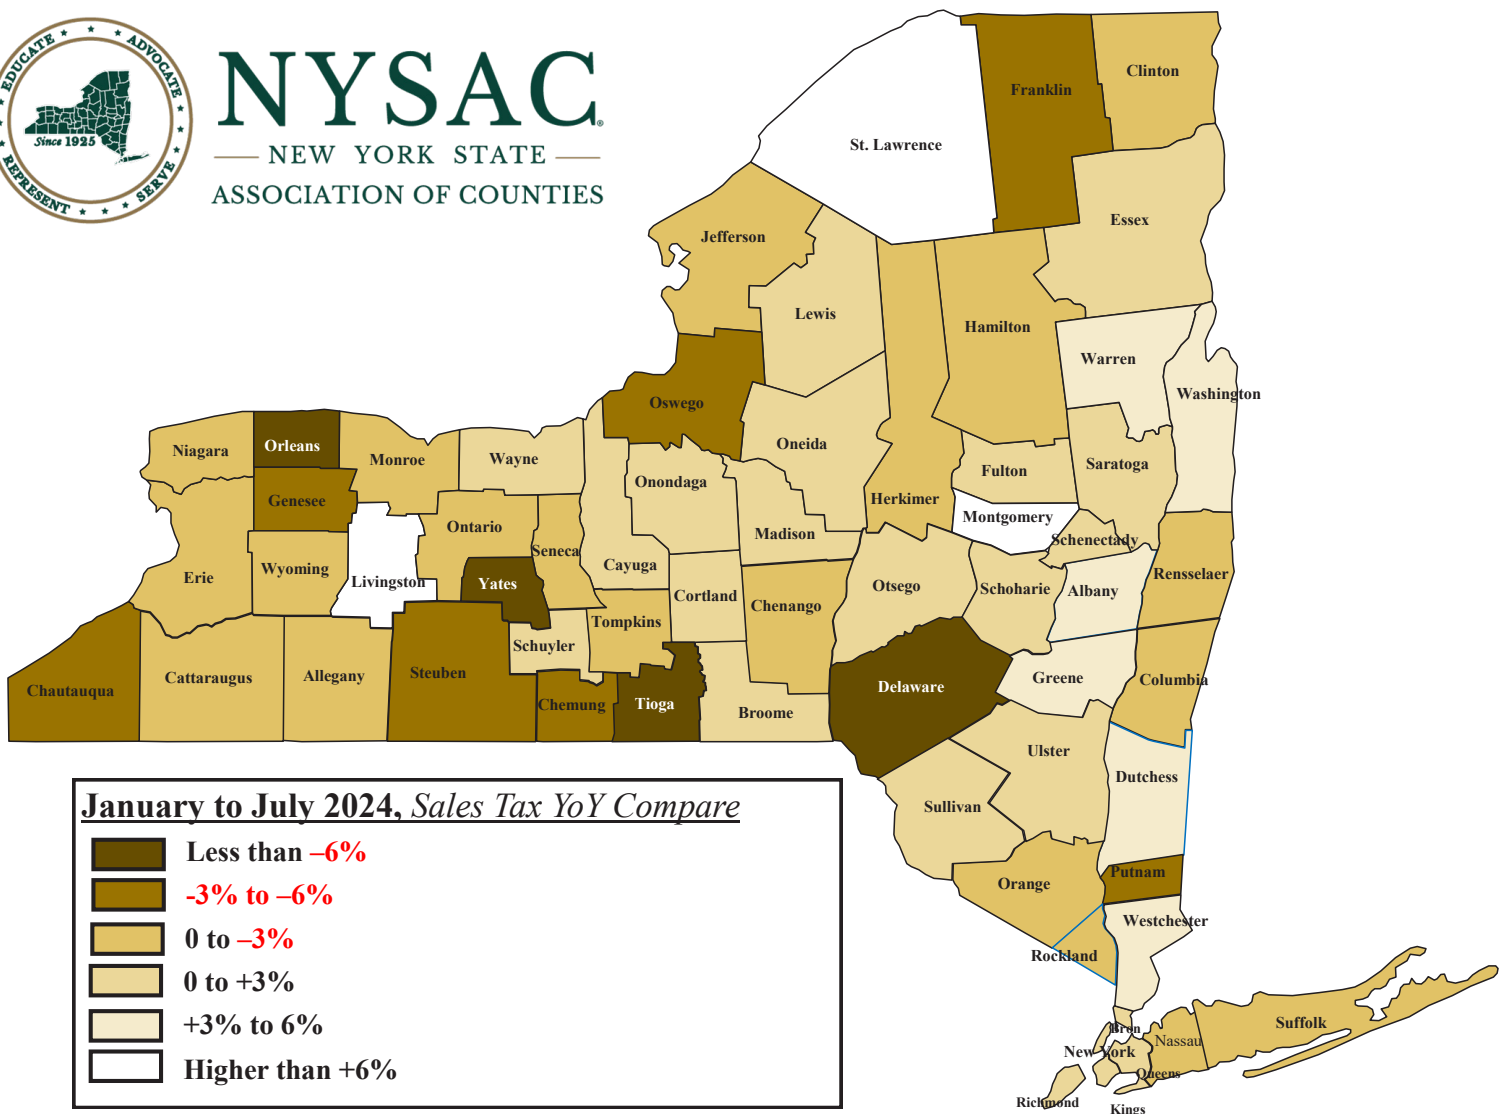 EDUCATE
ADVOCATE
Since 1925
REPRESENT
SERVE
NYSAC
NEW YORK STATE
ASSOCIATION OF COUNTIES
Clinton
Franklin
St. Lawrence
Essex
Jefferson
Lewis
Hamilton
Warren
Washington
Oswego
Oneida
Herkimer
Fulton
Saratoga
Niagara
Orleans
Monroe
Wayne
Onondaga
Genesee
Ontario
Seneca
Madison
Montgomery
Schenectady
Erie
Wyoming
Livingston
Yates
Cayuga
Cortland
Chenango
Otsego
Schoharie
Albany
Rensselaer
Tompkins
Schuyler
Chautauqua
Cattaraugus
Allegany
Steuben
Chemung
Tioga
Broome
Delaware
Greene
Columbia
Ulster
Dutchess
Sullivan
Orange
Putnam
Westchester
Rockland
Suffolk
Bron
Nassau
New York
Queens
Richmond
Kings
January to July 2024, Sales Tax YoY Compare
Less than –6%
-3% to –6%
0 to –3%
0 to +3%
+3% to 6%
Higher than +6%